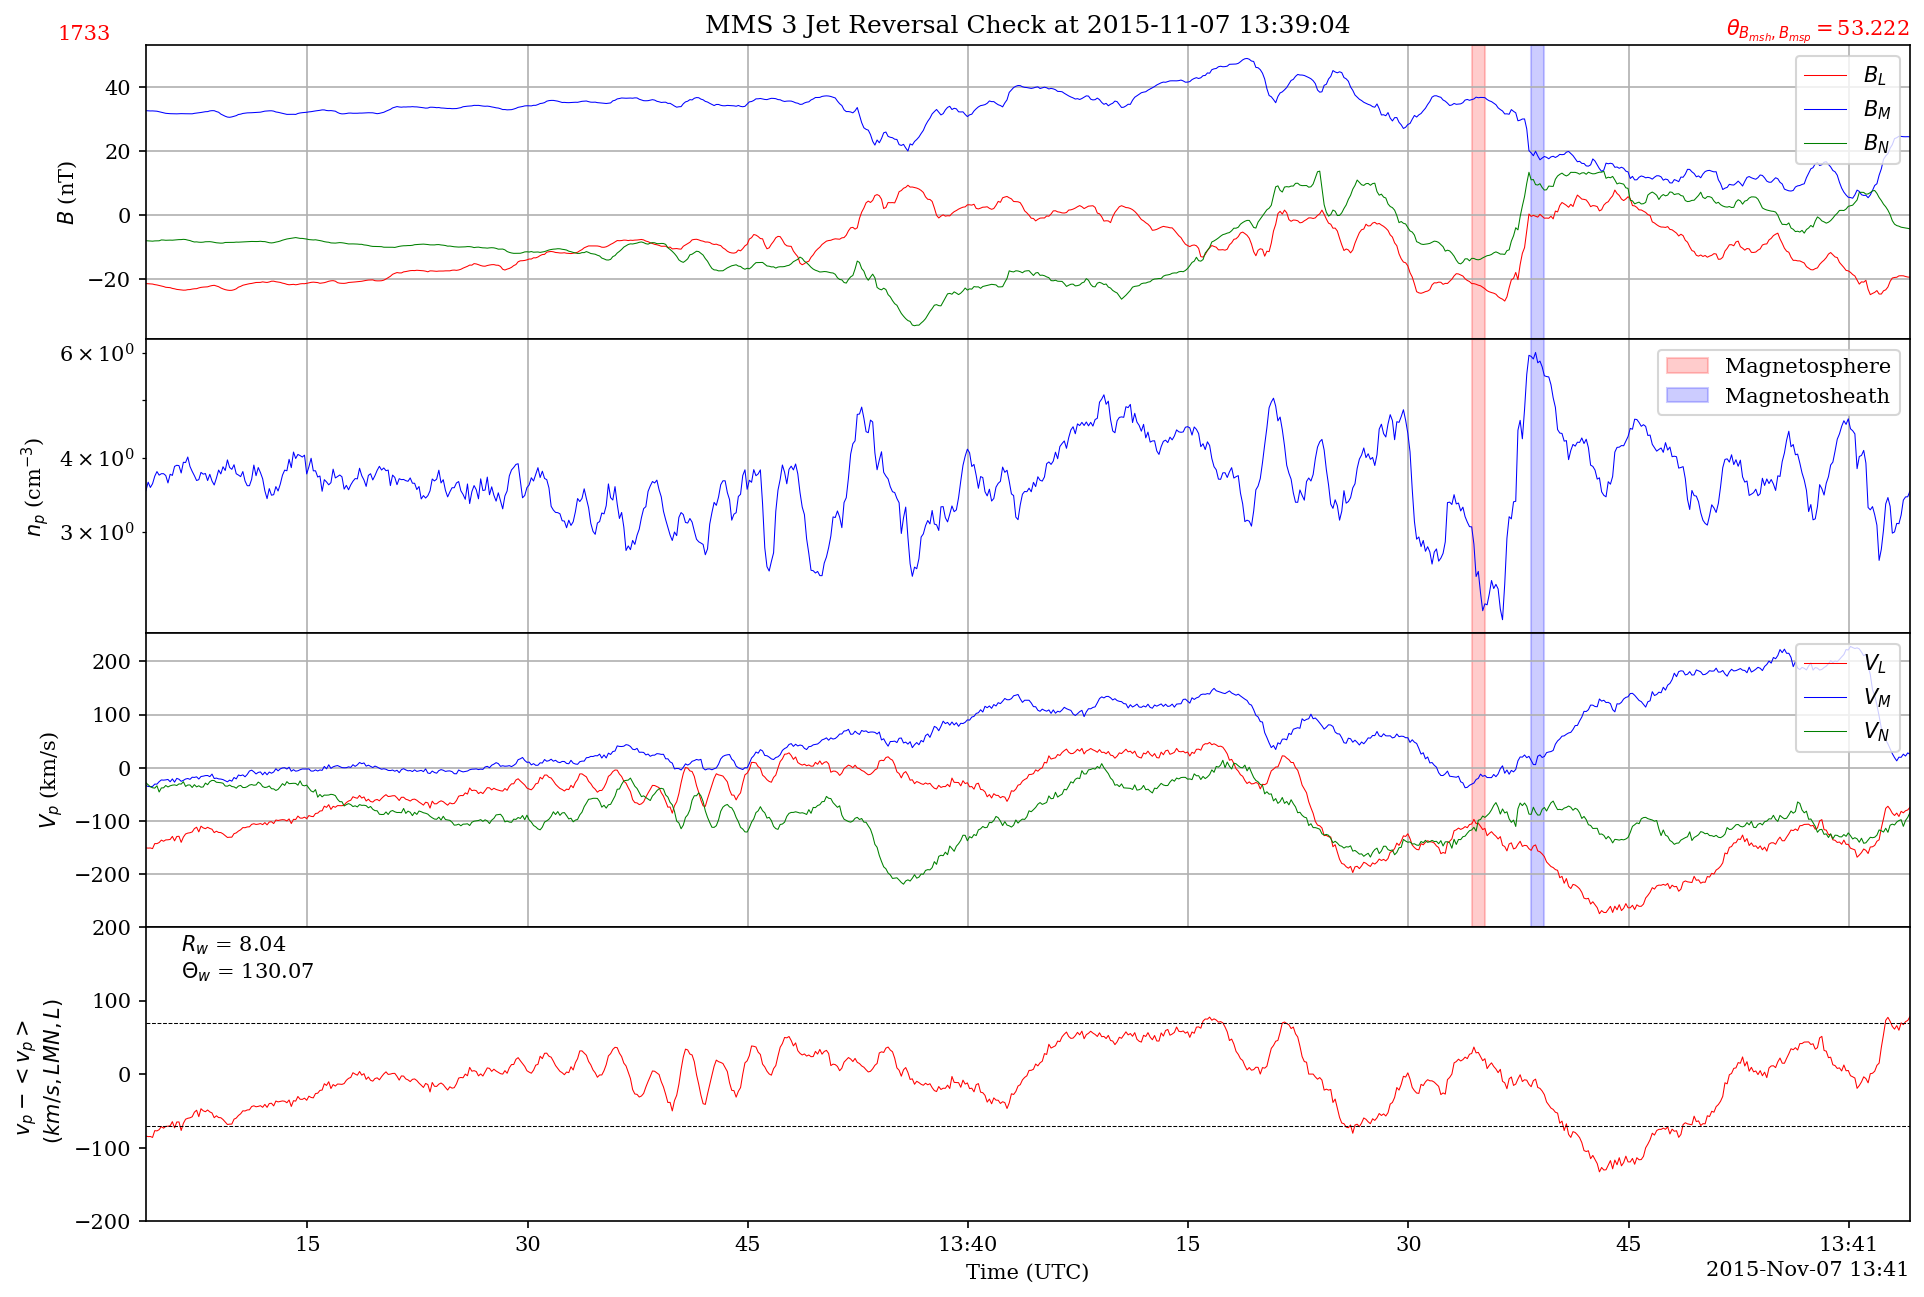 MMS 3 Jet Reversal Check at 2015-11-07 13:39:04
1733
θ_{B_{msh}, B_{msp}} = 53.222
B (nT)
40
20
0
−20
B_L
B_M
B_N
n_p (cm^{−3})
6 × 10^0
4 × 10^0
3 × 10^0
Magnetosphere
Magnetosheath
V_p (km/s)
200
100
0
−100
−200
V_L
V_M
V_N
v_p − < v_p >
(km/s, LMN, L)
200
100
0
−100
−200
R_w = 8.04
Θ_w = 130.07
15 30 45 13:40 15 30 45 13:41
Time (UTC)
2015-Nov-07 13:41